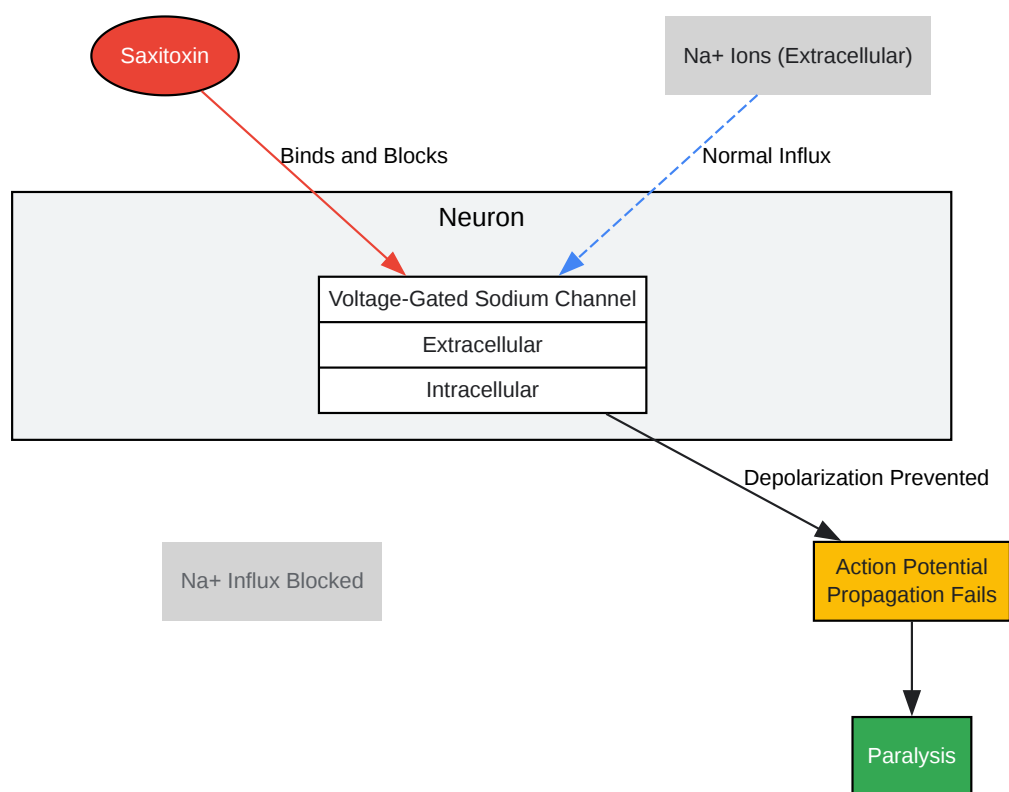 Saxitoxin
Na+ Ions (Extracellular)
Binds and Blocks
Normal Influx
Neuron
Voltage-Gated Sodium Channel
Extracellular
Intracellular
Depolarization Prevented
Na+ Influx Blocked
Action Potential
Propagation Fails
Paralysis